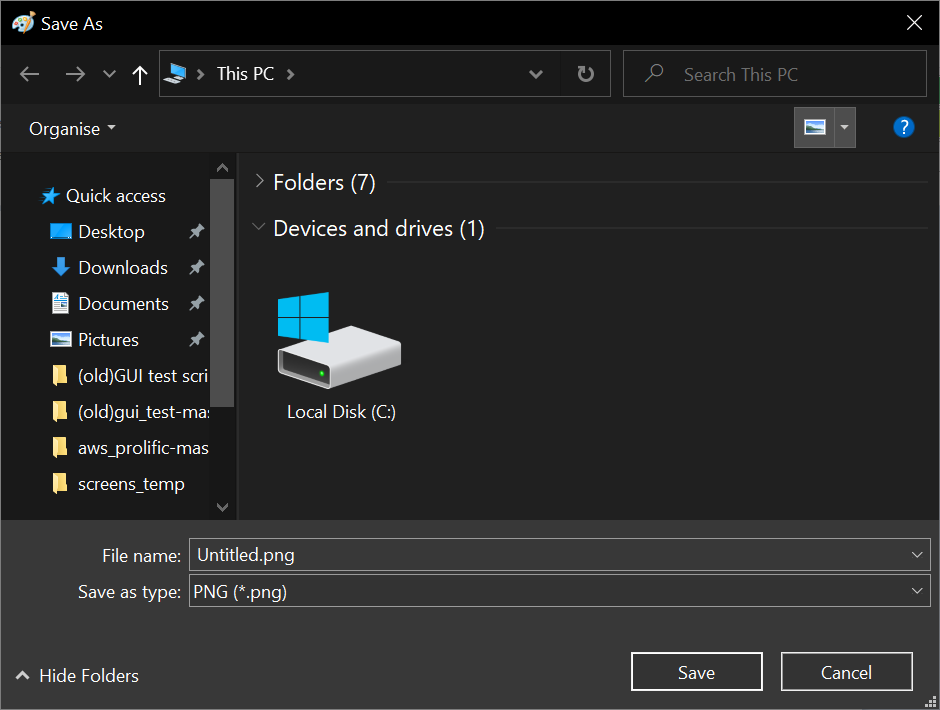 Save As
This PC
Search This PC
Organise
?
Quick access
Desktop
Downloads
Documents
Pictures
(old)GUI test scri
(old)gui_test-mas
aws_prolific-mas
screens_temp
Folders (7)
Devices and drives (1)
Local Disk (C:)
File name: Untitled.png
Save as type: PNG (*.png)
Hide Folders
Save
Cancel